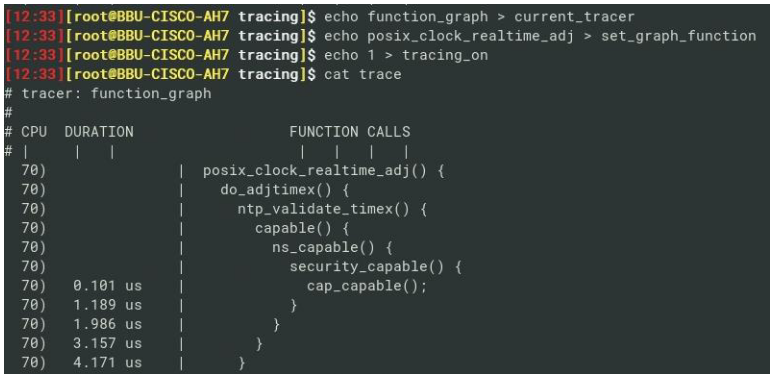 [12:33][root@BBU-CISCO-AH7 tracing]$ echo function_graph > current_tracer
[12:33][root@BBU-CISCO-AH7 tracing]$ echo posix_clock_realtime_adj > set_graph_function
[12:33][root@BBU-CISCO-AH7 tracing]$ echo 1 > tracing_on
[12:33][root@BBU-CISCO-AH7 tracing]$ cat trace
# tracer: function_graph
#
# CPU  DURATION                  FUNCTION CALLS
# |     |   |                     |   |   |   |
  70)               |  posix_clock_realtime_adj() {
  70)               |    do_adjtimex() {
  70)               |      ntp_validate_timex() {
  70)               |        capable() {
  70)               |          ns_capable() {
  70)               |            security_capable() {
  70)   0.101 us    |              cap_capable();
  70)   1.189 us    |            }
  70)   1.986 us    |          }
  70)   3.157 us    |        }
  70)   4.171 us    |      }